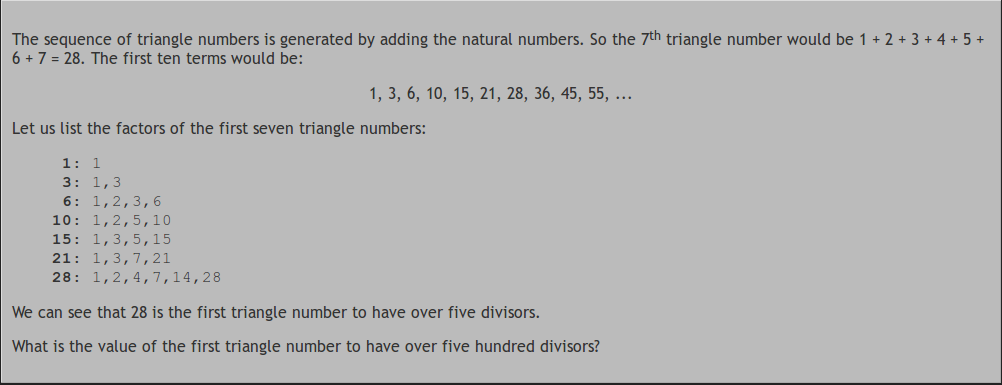 The sequence of triangle numbers is generated by adding the natural numbers. So the 7th triangle number would be 1 + 2 + 3 + 4 + 5 +
6 + 7 = 28. The first ten terms would be:
1, 3, 6, 10, 15, 21, 28, 36, 45, 55, ...
Let us list the factors of the first seven triangle numbers:
1: 1
3: 1,3
6: 1,2,3,6
10: 1,2,5,10
15: 1,3,5,15
21: 1,3,7,21
28: 1,2,4,7,14,28
We can see that 28 is the first triangle number to have over five divisors.
What is the value of the first triangle number to have over five hundred divisors?